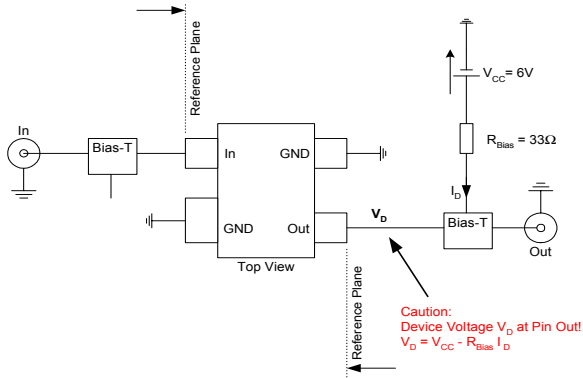 Reference Plane
V_CC = 6V
In
Bias-T
R_Bias = 33Ω
In
GND
I_D
GND
Out
V_D
Bias-T
Out
Top View
Reference Plane
Caution:
Device Voltage V_D at Pin Out!
V_D = V_CC - R_Bias I_D